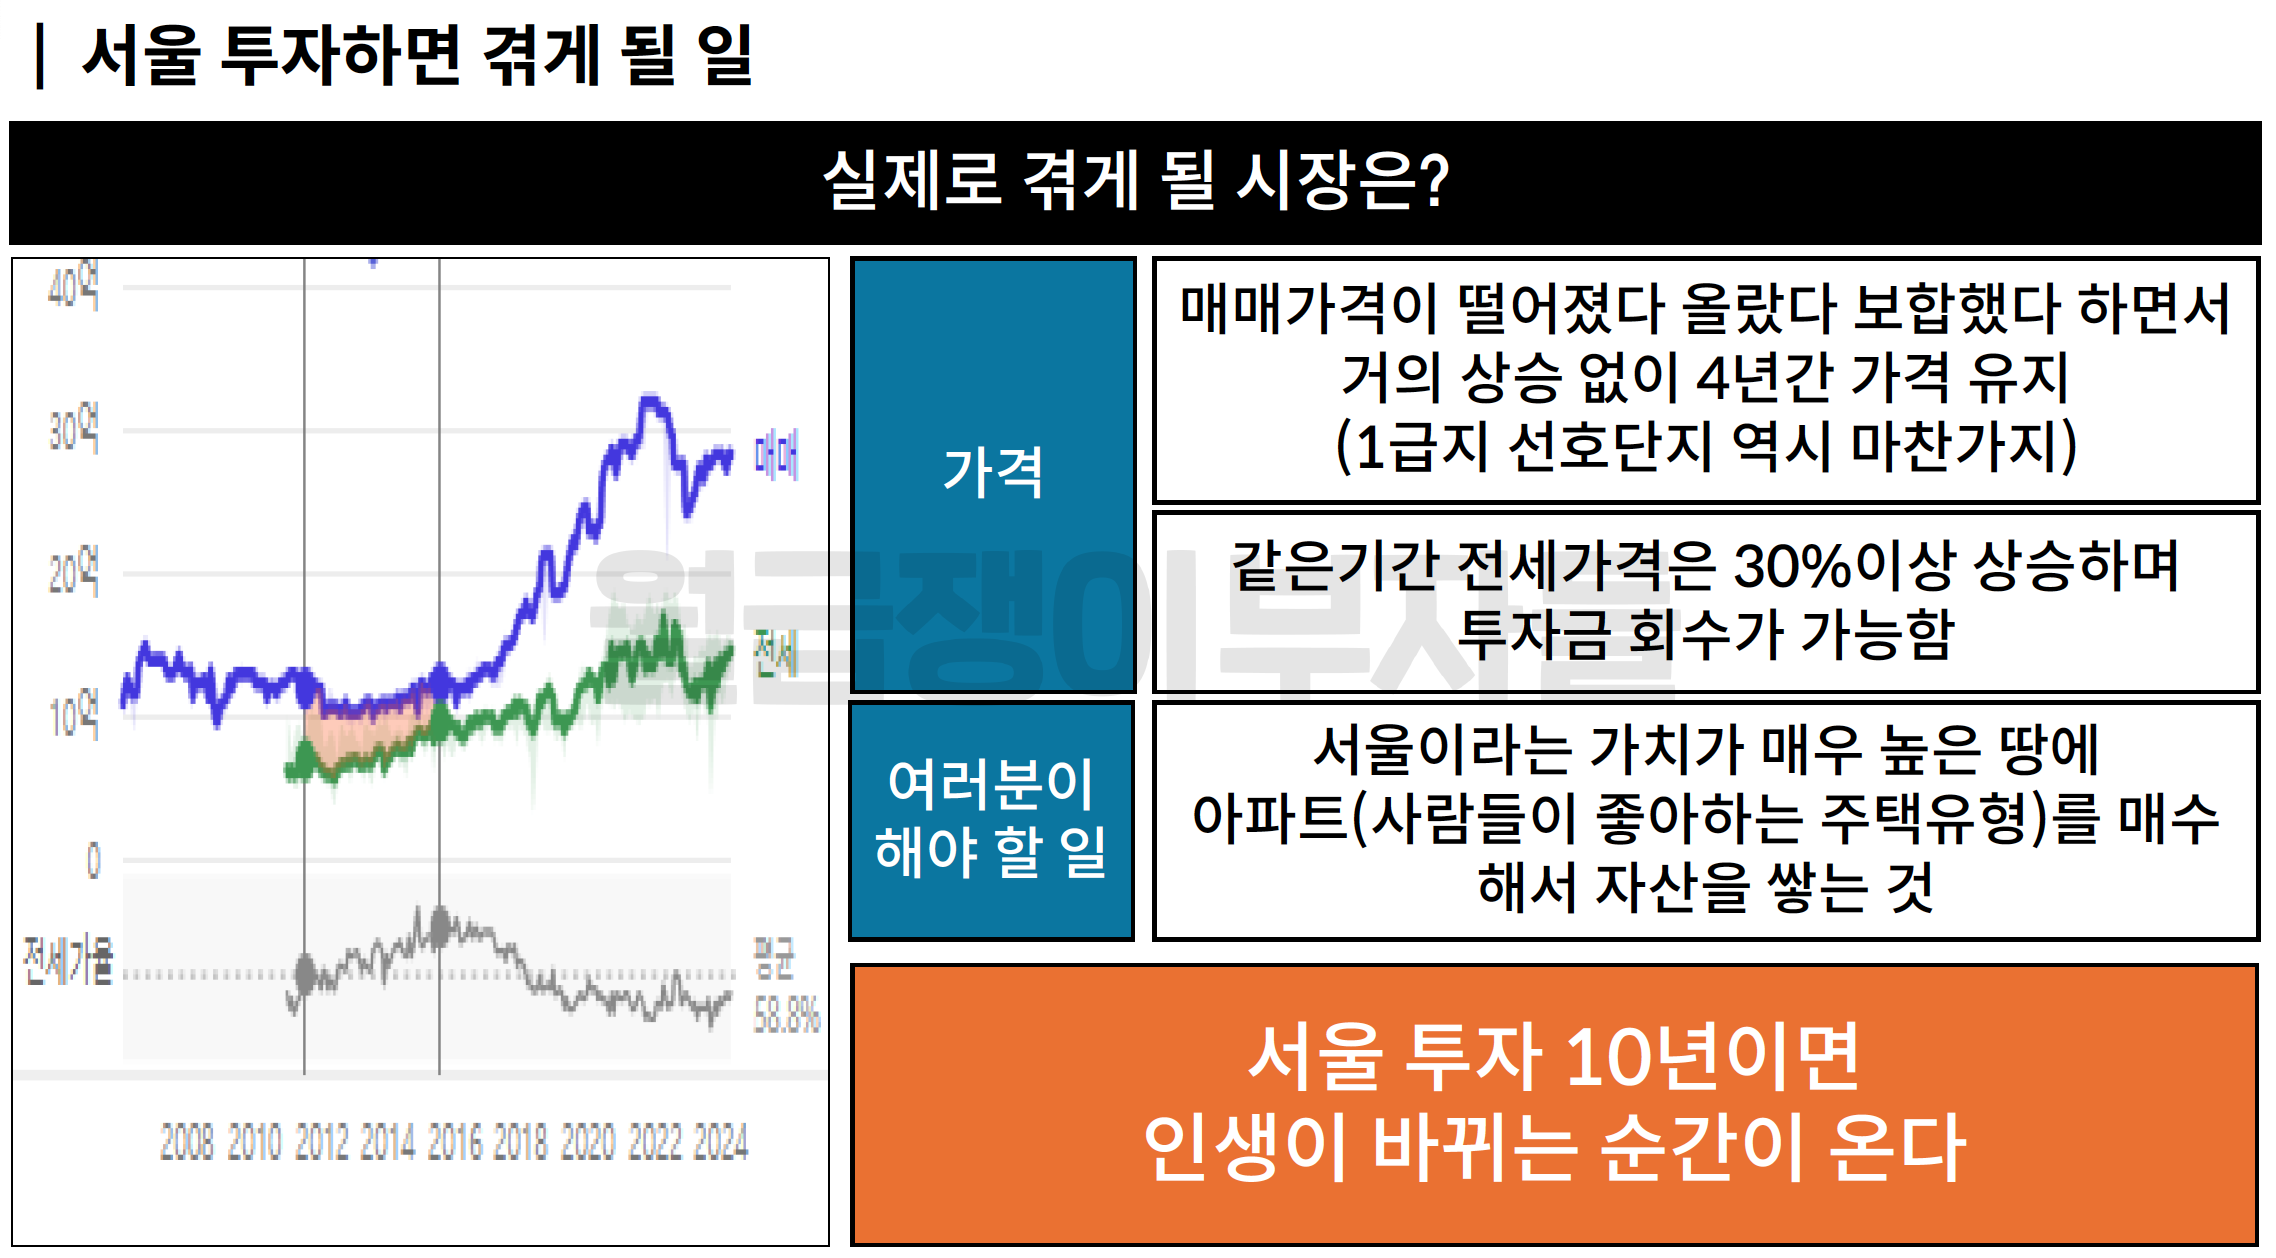 | 서울 투자하면 겪게 될 일
실제로 겪게 될 시장은?
40억
30억
20억
10억
0
매매
전세
전세가율
평균
58.8%
2008 2010 2012 2014 2016 2018 2020 2022 2024
가격
매매가격이 떨어졌다 올랐다 보합했다 하면서
거의 상승 없이 4년간 가격 유지
(1급지 선호단지 역시 마찬가지)
같은기간 전세가격은 30%이상 상승하며
투자금 회수가 가능함
여러분이
해야 할 일
서울이라는 가치가 매우 높은 땅에
아파트(사람들이 좋아하는 주택유형)를 매수
해서 자산을 쌓는 것
서울 투자 10년이면
인생이 바뀌는 순간이 온다
월급쟁이부자들